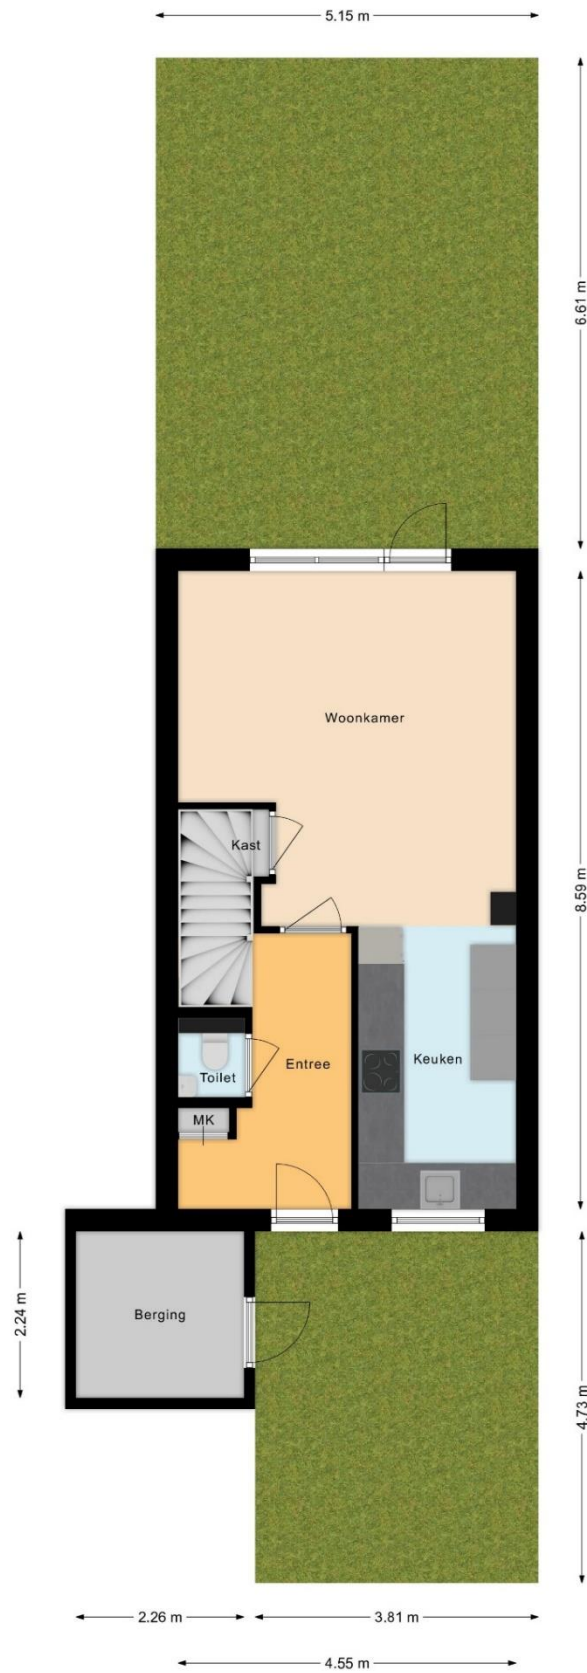 5.15 m
6.61 m
Woonkamer
Kast
8.59 m
Entree
Keuken
Toilet
MK
Berging
2.24 m
4.73 m
2.26 m
3.81 m
4.55 m